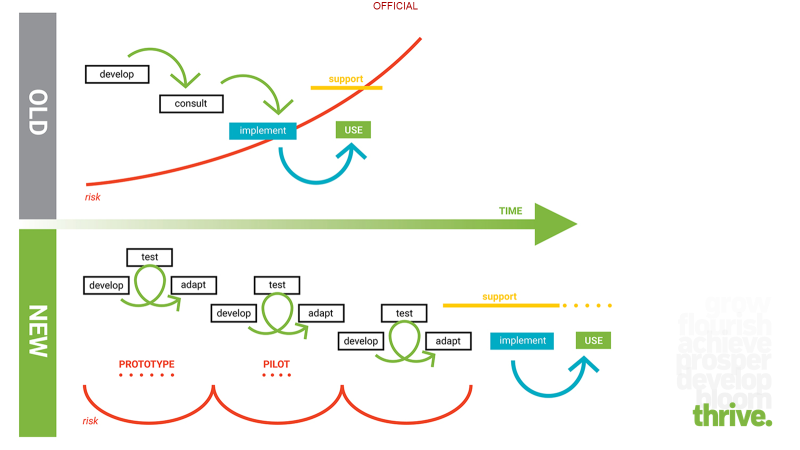 OFFICIAL
OLD
develop
consult
implement
support
USE
risk
TIME
NEW
test
develop
adapt
test
develop
adapt
test
develop
adapt
support
implement
USE
PROTOTYPE
PILOT
risk
grow
flourish
achieve
prosper
develop
bloom
thrive.